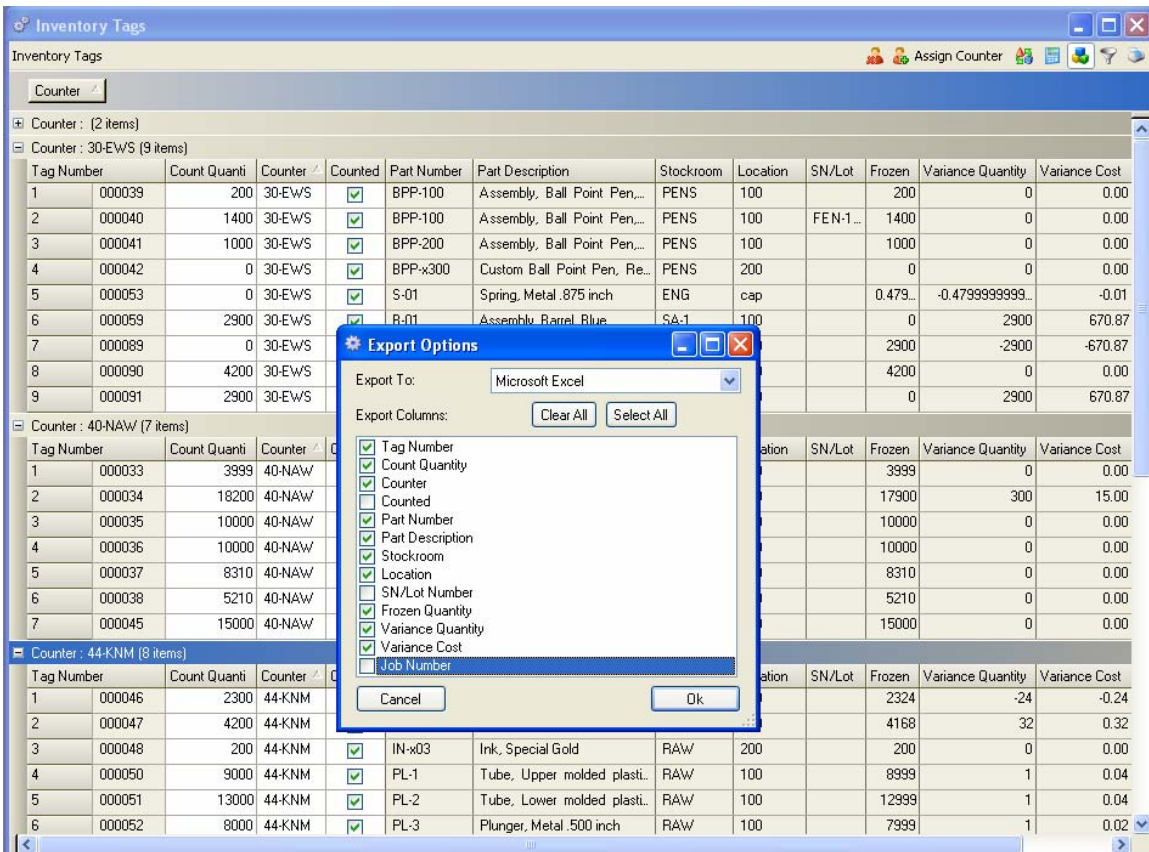 Inventory Tags
Inventory Tags Assign Counter
Counter
Counter : (2 items)
Counter : 30-EWS (9 items)
Tag Number Count Quanti Counter Counted Part Number Part Description Stockroom Location SN/Lot Frozen Variance Quantity Variance Cost
1 000039 200 30-EWS BPP-100 Assembly, Ball Point Pen,... PENS 100 200 0 0.00
2 000040 1400 30-EWS BPP-100 Assembly, Ball Point Pen,... PENS 100 FEN-1... 1400 0 0.00
3 000041 1000 30-EWS BPP-200 Assembly, Ball Point Pen,... PENS 100 1000 0 0.00
4 000042 0 30-EWS BPP-x300 Custom Ball Point Pen, Re... PENS 200 0 0 0.00
5 000053 0 30-EWS S-01 Spring, Metal .875 inch ENG cap 0.479... -0.4799999999... -0.01
6 000059 2900 30-EWS B-01 Assembly Barrel Blue SA-1 100 0 2900 670.87
7 000089 0 30-EWS 2900 -2900 -670.87
8 000090 4200 30-EWS 4200 0 0.00
9 000091 2900 30-EWS 0 2900 670.87
Export Options
Export To: Microsoft Excel
Export Columns: Clear All Select All
Tag Number
Count Quantity
Counter
Counted
Part Number
Part Description
Stockroom
Location
SN/Lot Number
Frozen Quantity
Variance Quantity
Variance Cost
Job Number
Cancel Ok
Counter : 40-NAW (7 items)
Tag Number Count Quanti Counter SN/Lot Frozen Variance Quantity Variance Cost
1 000033 3999 40-NAW 3999 0 0.00
2 000034 18200 40-NAW 17900 300 15.00
3 000035 10000 40-NAW 10000 0 0.00
4 000036 10000 40-NAW 10000 0 0.00
5 000037 8310 40-NAW 8310 0 0.00
6 000038 5210 40-NAW 5210 0 0.00
7 000045 15000 40-NAW 15000 0 0.00
Counter : 44-KNM (8 items)
Tag Number Count Quanti Counter SN/Lot Frozen Variance Quantity Variance Cost
1 000046 2300 44-KNM 2324 -24 -0.24
2 000047 4200 44-KNM 4168 32 0.32
3 000048 200 44-KNM IN-x03 Ink, Special Gold RAW 200 200 0 0.00
4 000050 9000 44-KNM PL-1 Tube, Upper molded plasti... RAW 100 8999 1 0.04
5 000051 13000 44-KNM PL-2 Tube, Lower molded plasti... RAW 100 12999 1 0.04
6 000052 8000 44-KNM PL-3 Plunger, Metal .500 inch RAW 100 7999 1 0.02